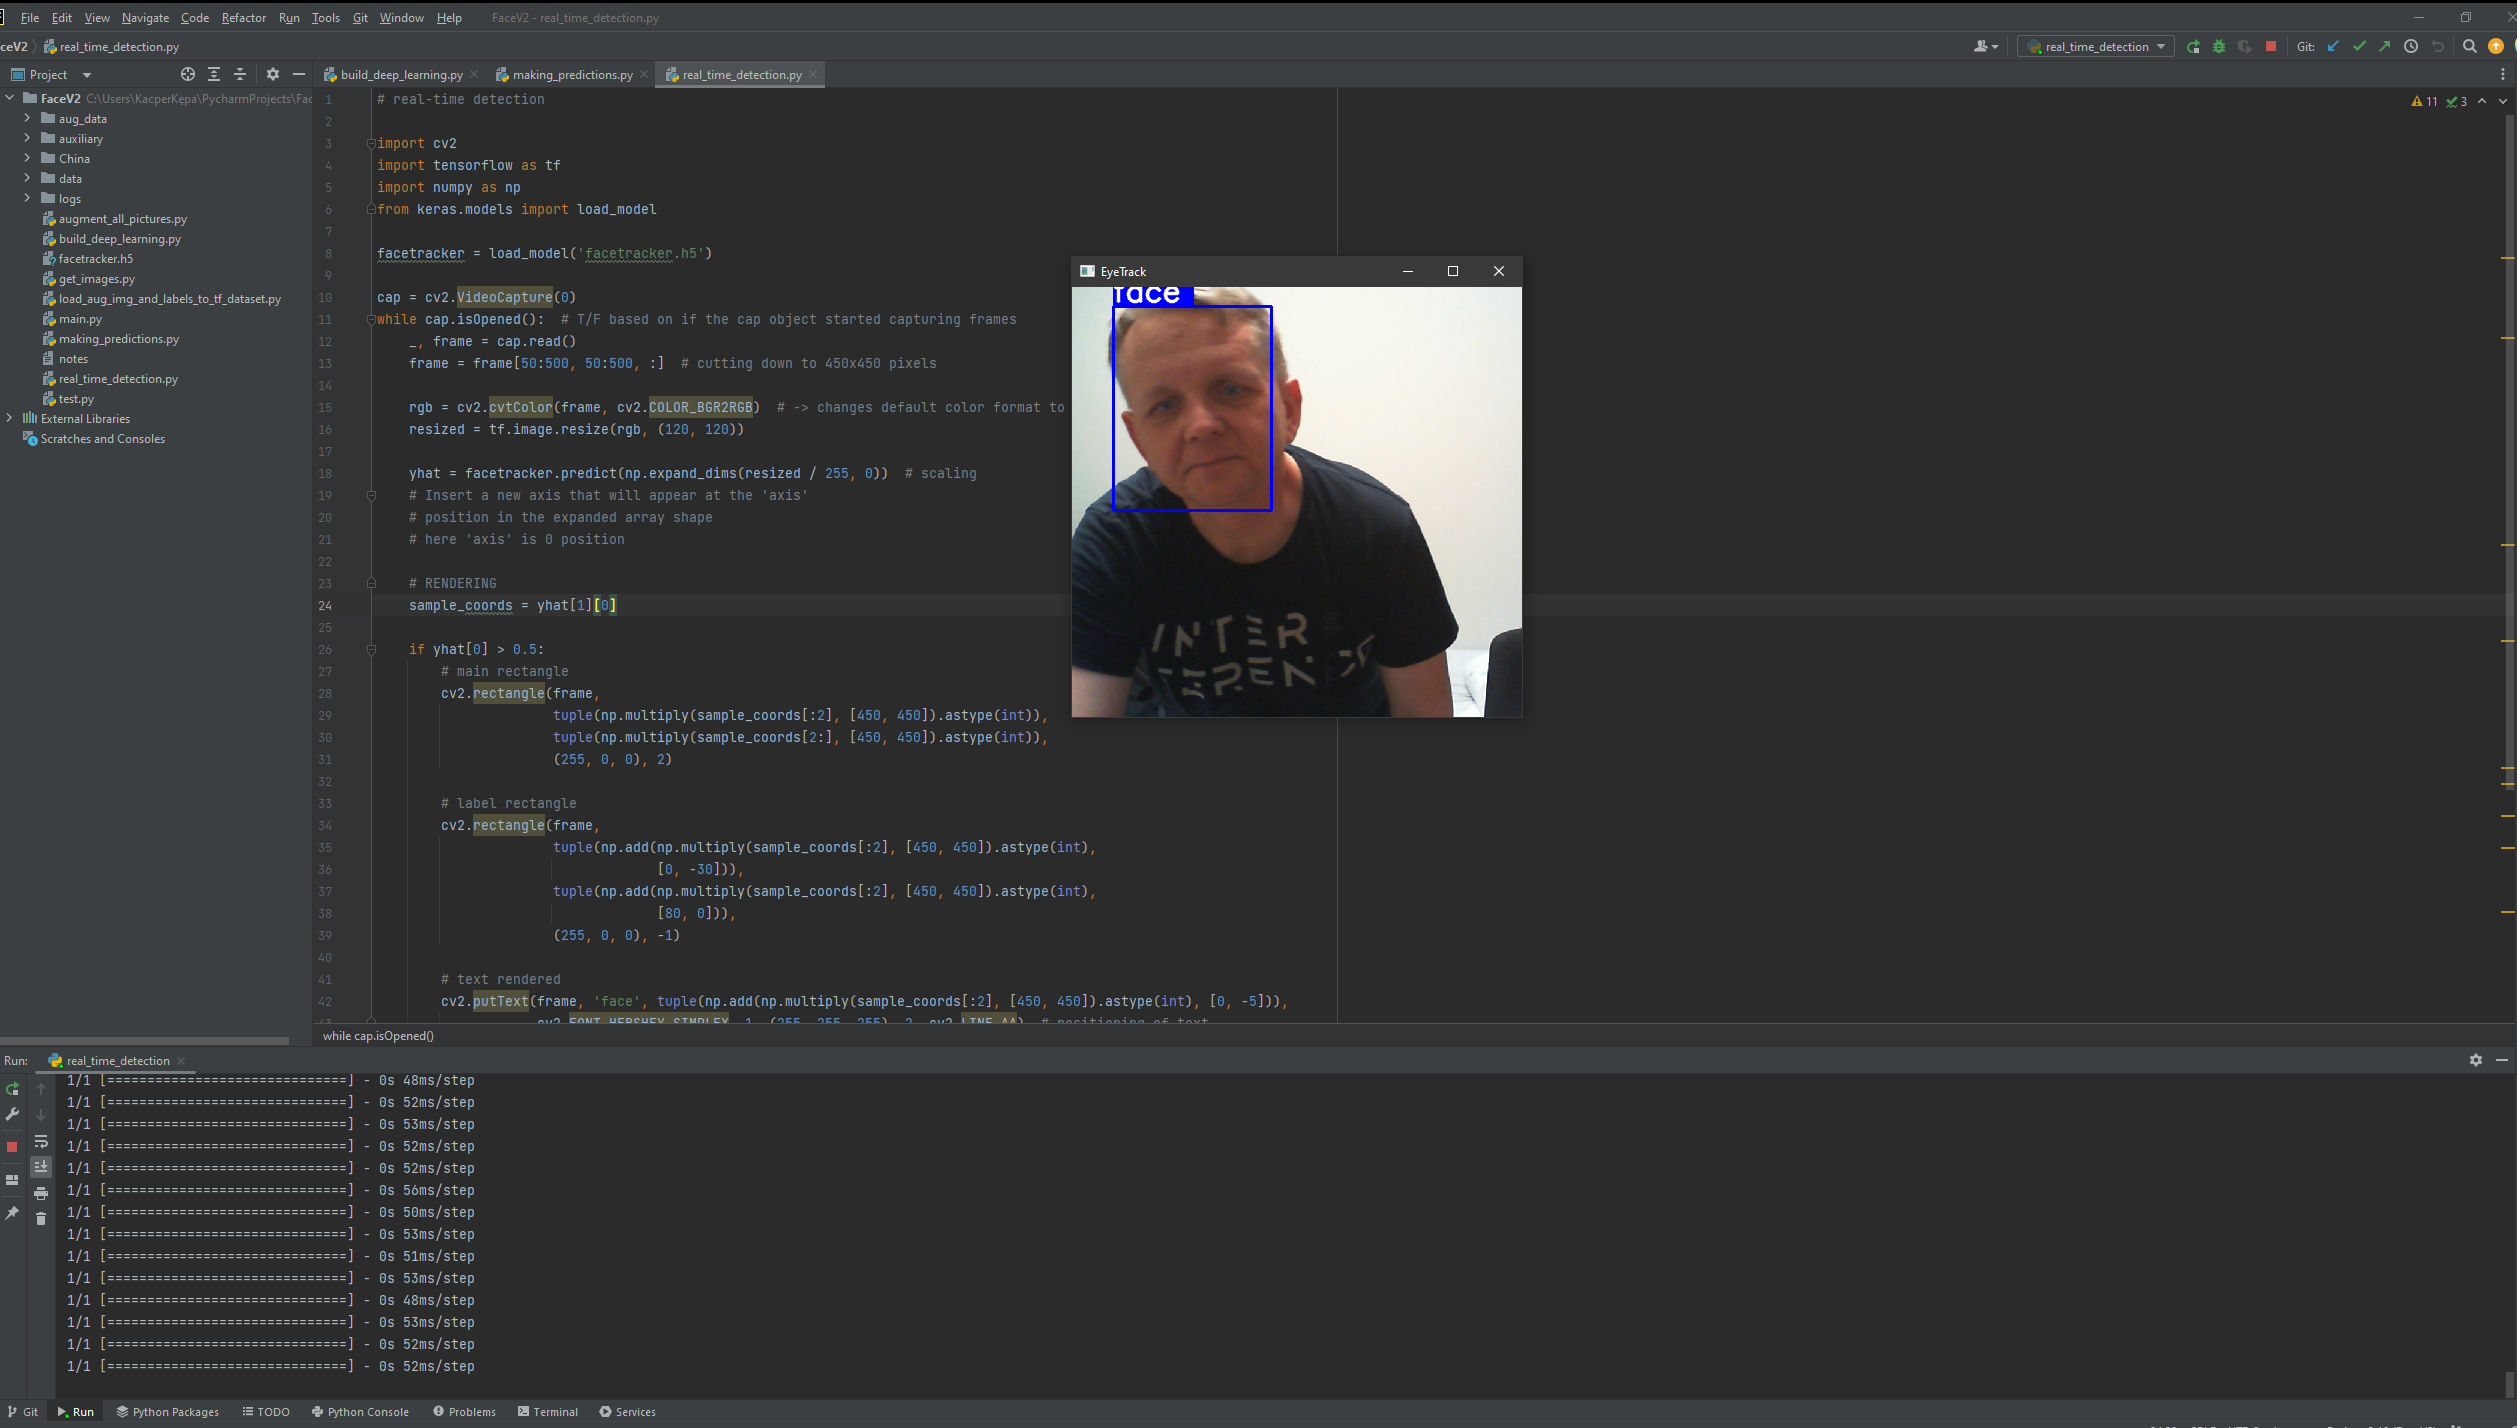 File Edit View Navigate Code Refactor Run Tools Git Window Help FaceV2 - real_time_detection.py
ceV2 real_time_detection.py
real_time_detection Git:
Project
build_deep_learning.py making_predictions.py real_time_detection.py
FaceV2 C:\Users\KacperKępa\PycharmProjects\Fac
aug_data
auxiliary
China
data
logs
augment_all_pictures.py
build_deep_learning.py
facetracker.h5
get_images.py
load_aug_img_and_labels_to_tf_dataset.py
main.py
making_predictions.py
notes
real_time_detection.py
test.py
External Libraries
Scratches and Consoles
11 3
1 # real-time detection
2
3 import cv2
4 import tensorflow as tf
5 import numpy as np
6 from keras.models import load_model
7
8 facetracker = load_model('facetracker.h5')
9
10 cap = cv2.VideoCapture(0)
11 while cap.isOpened():  # T/F based on if the cap object started capturing frames
12 _, frame = cap.read()
13 frame = frame[50:500, 50:500, :]  # cutting down to 450x450 pixels
14
15 rgb = cv2.cvtColor(frame, cv2.COLOR_BGR2RGB)  # -> changes default color format to
16 resized = tf.image.resize(rgb, (120, 120))
17
18 yhat = facetracker.predict(np.expand_dims(resized / 255, 0))  # scaling
19 # Insert a new axis that will appear at the 'axis'
20 # position in the expanded array shape
21 # here 'axis' is 0 position
22
23 # RENDERING
24 sample_coords = yhat[1][0]
25
26 if yhat[0] > 0.5:
27 # main rectangle
28 cv2.rectangle(frame,
29 tuple(np.multiply(sample_coords[:2], [450, 450]).astype(int)),
30 tuple(np.multiply(sample_coords[2:], [450, 450]).astype(int)),
31 (255, 0, 0), 2)
32
33 # label rectangle
34 cv2.rectangle(frame,
35 tuple(np.add(np.multiply(sample_coords[:2], [450, 450]).astype(int),
36 [0, -30])),
37 tuple(np.add(np.multiply(sample_coords[:2], [450, 450]).astype(int),
38 [80, 0])),
39 (255, 0, 0), -1)
40
41 # text rendered
42 cv2.putText(frame, 'face', tuple(np.add(np.multiply(sample_coords[:2], [450, 450]).astype(int), [0, -5])),
43 cv2.FONT_HERSHEY_SIMPLEX, 1, (255, 255, 255), 2, cv2.LINE_AA)  # positioning of text
EyeTrack
face
INTER
FERENCE
while cap.isOpened()
Run: real_time_detection
1/1 [==============================] - 0s 48ms/step
1/1 [==============================] - 0s 52ms/step
1/1 [==============================] - 0s 53ms/step
1/1 [==============================] - 0s 52ms/step
1/1 [==============================] - 0s 52ms/step
1/1 [==============================] - 0s 56ms/step
1/1 [==============================] - 0s 50ms/step
1/1 [==============================] - 0s 53ms/step
1/1 [==============================] - 0s 51ms/step
1/1 [==============================] - 0s 53ms/step
1/1 [==============================] - 0s 48ms/step
1/1 [==============================] - 0s 53ms/step
1/1 [==============================] - 0s 52ms/step
1/1 [==============================] - 0s 52ms/step
Git Run Python Packages TODO Python Console Problems Terminal Services